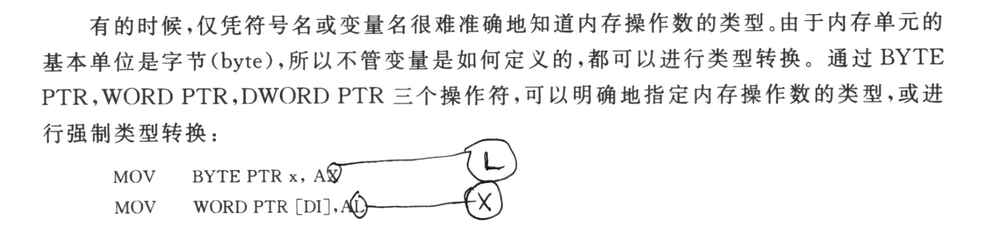 有的时候,仅凭符号名或变量名很难准确地知道内存操作数的类型。由于内存单元的
基本单位是字节(byte),所以不管变量是如何定义的,都可以进行类型转换。通过 BYTE
PTR,WORD PTR,DWORD PTR 三个操作符,可以明确地指定内存操作数的类型,或进
行强制类型转换:
L
MOV BYTE PTR x, AX
MOV WORD PTR [DI],AL X